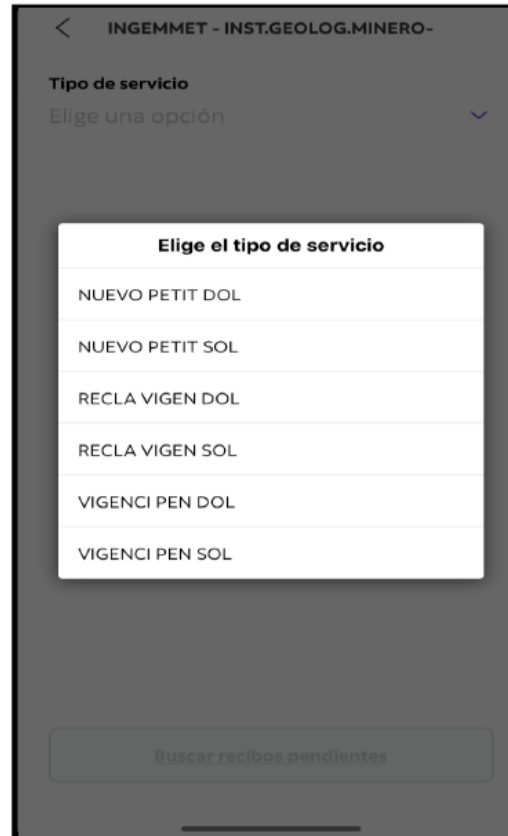 INGEMMET - INST.GEOLOG.MINERO-
Tipo de servicio
Elige una opción
Elige el tipo de servicio
NUEVO PETIT DOL
NUEVO PETIT SOL
RECLA VIGEN DOL
RECLA VIGEN SOL
VIGENCI PEN DOL
VIGENCI PEN SOL
Buscar recibos pendientes